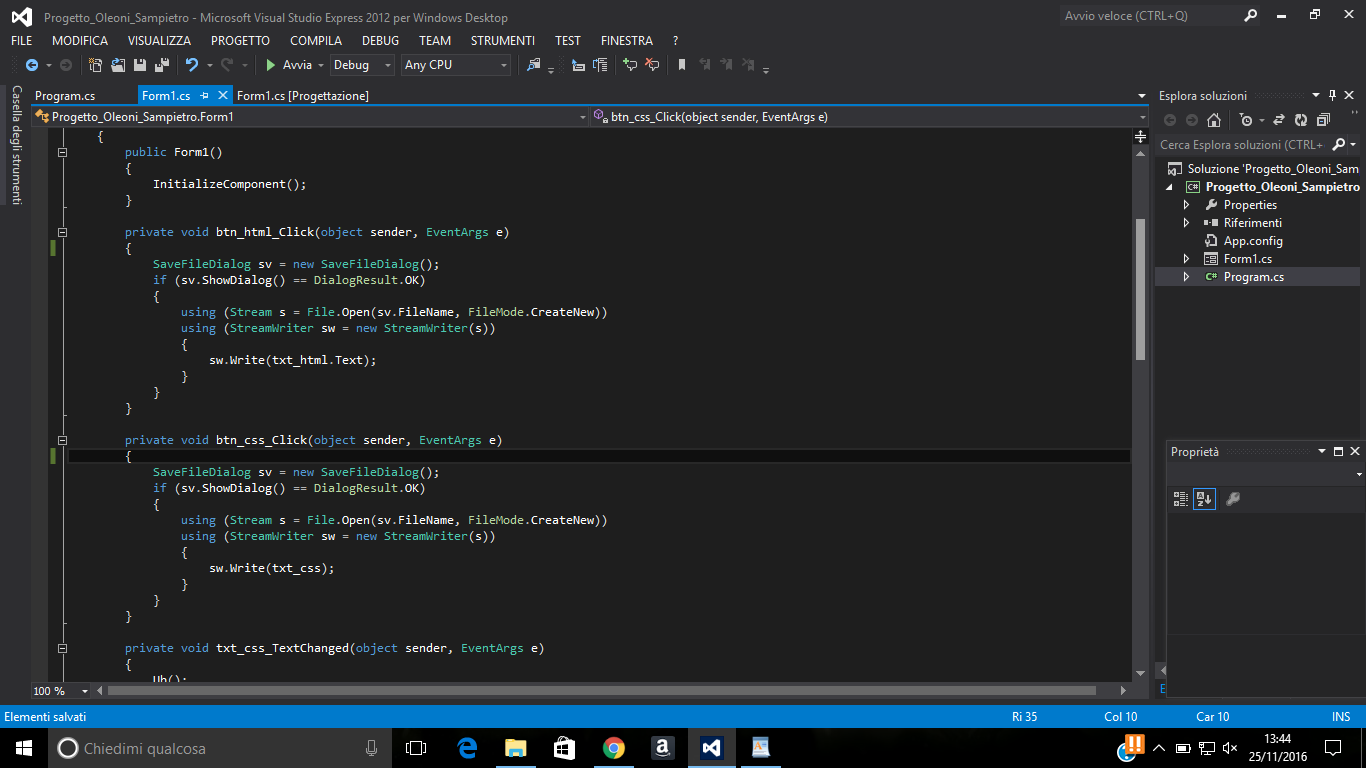 Progetto_Oleoni_Sampietro - Microsoft Visual Studio Express 2012 per Windows Desktop
Avvio veloce (CTRL+Q)
FILE MODIFICA VISUALIZZA PROGETTO COMPILA DEBUG TEAM STRUMENTI TEST FINESTRA ?
Avvia Debug Any CPU
Casella degli strumenti
Program.cs Form1.cs Form1.cs [Progettazione]
Progetto_Oleoni_Sampietro.Form1 btn_css_Click(object sender, EventArgs e)
{
public Form1()
{
InitializeComponent();
}
private void btn_html_Click(object sender, EventArgs e)
{
SaveFileDialog sv = new SaveFileDialog();
if (sv.ShowDialog() == DialogResult.OK)
{
using (Stream s = File.Open(sv.FileName, FileMode.CreateNew))
using (StreamWriter sw = new StreamWriter(s))
{
sw.Write(txt_html.Text);
}
}
}
private void btn_css_Click(object sender, EventArgs e)
{
SaveFileDialog sv = new SaveFileDialog();
if (sv.ShowDialog() == DialogResult.OK)
{
using (Stream s = File.Open(sv.FileName, FileMode.CreateNew))
using (StreamWriter sw = new StreamWriter(s))
{
sw.Write(txt_css);
}
}
}
private void txt_css_TextChanged(object sender, EventArgs e)
{
100 %
Esplora soluzioni
Cerca Esplora soluzioni (CTRL+
Soluzione 'Progetto_Oleoni_Sam
Progetto_Oleoni_Sampietro
Properties
Riferimenti
App.config
Form1.cs
Program.cs
Proprietà
Elementi salvati Ri 35 Col 10 Car 10 INS
Chiedimi qualcosa
13:44
25/11/2016